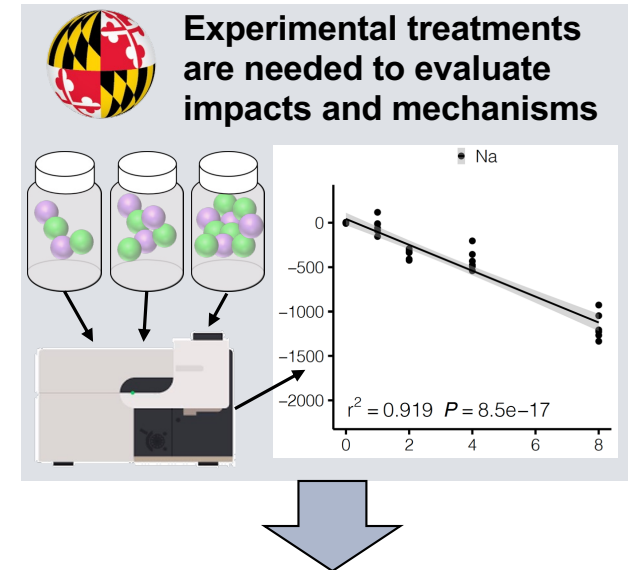 Experimental treatments
are needed to evaluate
impacts and mechanisms
Na
0
−500
−1000
−1500
−2000
r² = 0.919 P = 8.5e−17
0 2 4 6 8